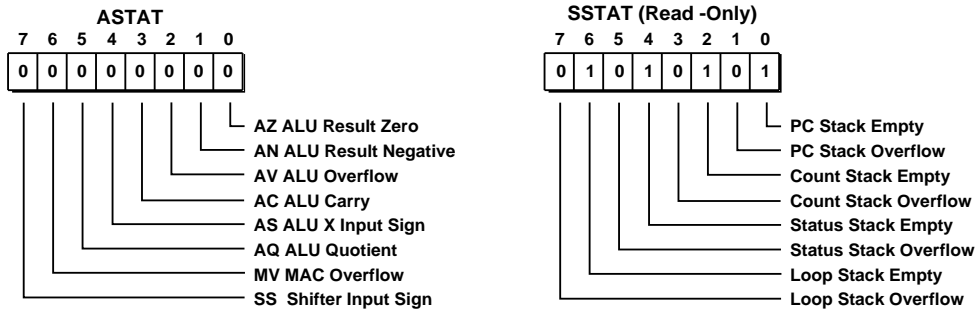 ASTAT
7 6 5 4 3 2 1 0
0 0 0 0 0 0 0 0
AZ ALU Result Zero
AN ALU Result Negative
AV ALU Overflow
AC ALU Carry
AS ALU X Input Sign
AQ ALU Quotient
MV MAC Overflow
SS Shifter Input Sign
SSTAT (Read -Only)
7 6 5 4 3 2 1 0
0 1 0 1 0 1 0 1
PC Stack Empty
PC Stack Overflow
Count Stack Empty
Count Stack Overflow
Status Stack Empty
Status Stack Overflow
Loop Stack Empty
Loop Stack Overflow